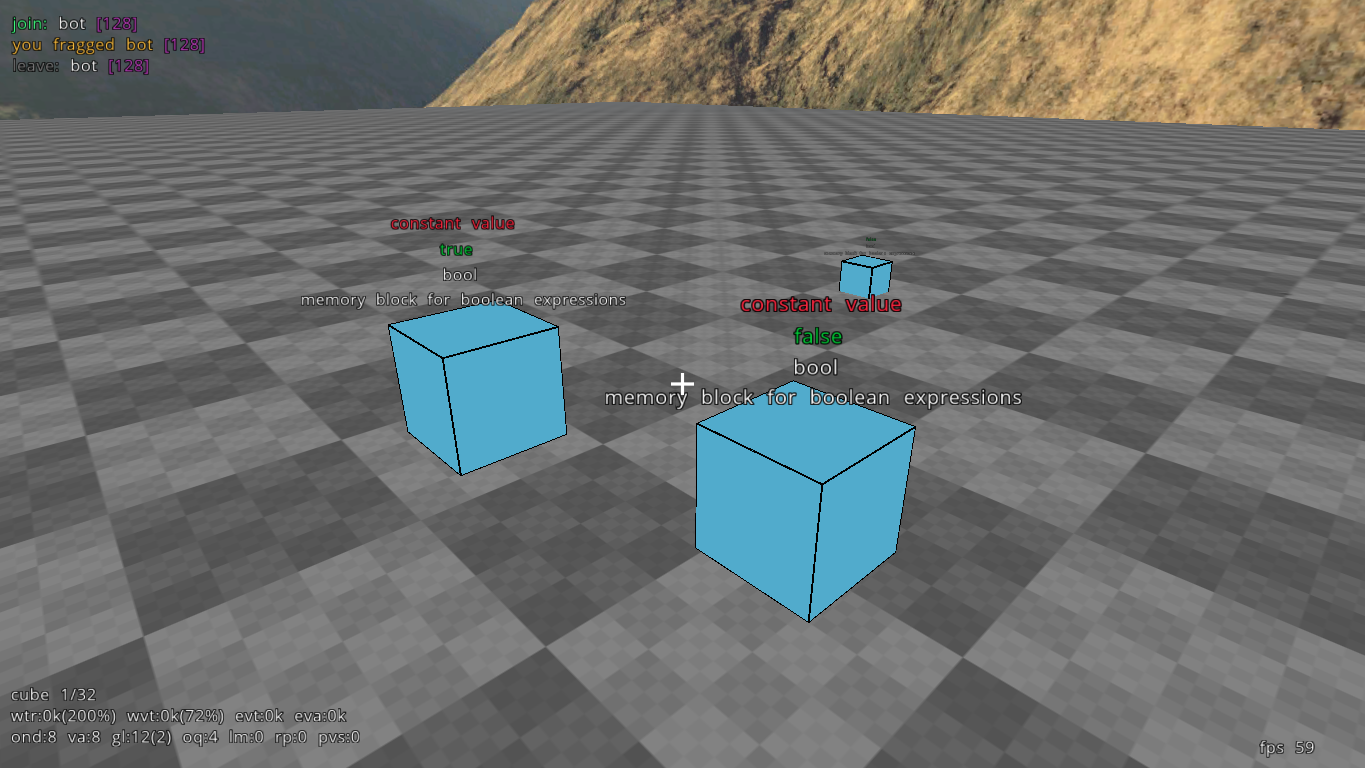 join: bot [128]
you fragged bot [128]
leave: bot [128]
constant value
true
bool
memory block for boolean expressions
constant value
false
bool
memory block for boolean expressions
cube 1/32
wtr:0k(200%) wvt:0k(72%) evt:0k eva:0k
ond:8 va:8 gl:12(2) oq:4 lm:0 rp:0 pvs:0
fps 59